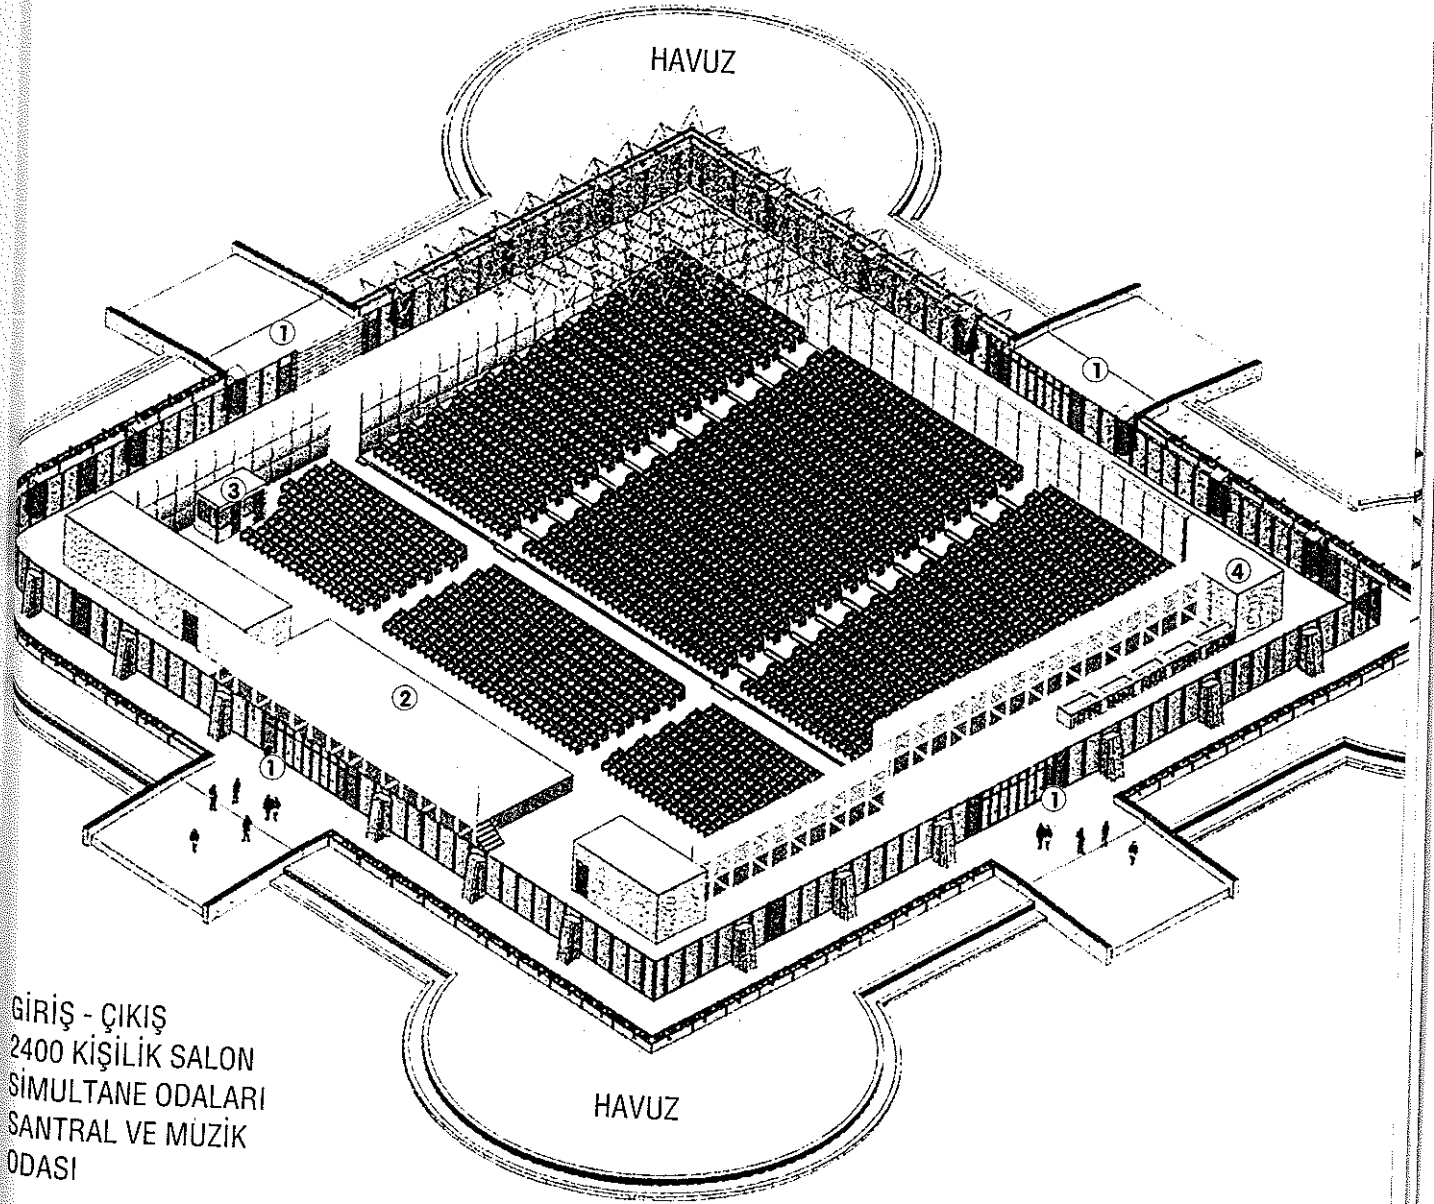 HAVUZ
1
1
3
4
2
1
1
GİRİŞ - ÇIKIŞ
2400 KİŞİLİK SALON
SİMULTANE ODALARI
SANTRAL VE MÜZİK
ODASI
HAVUZ